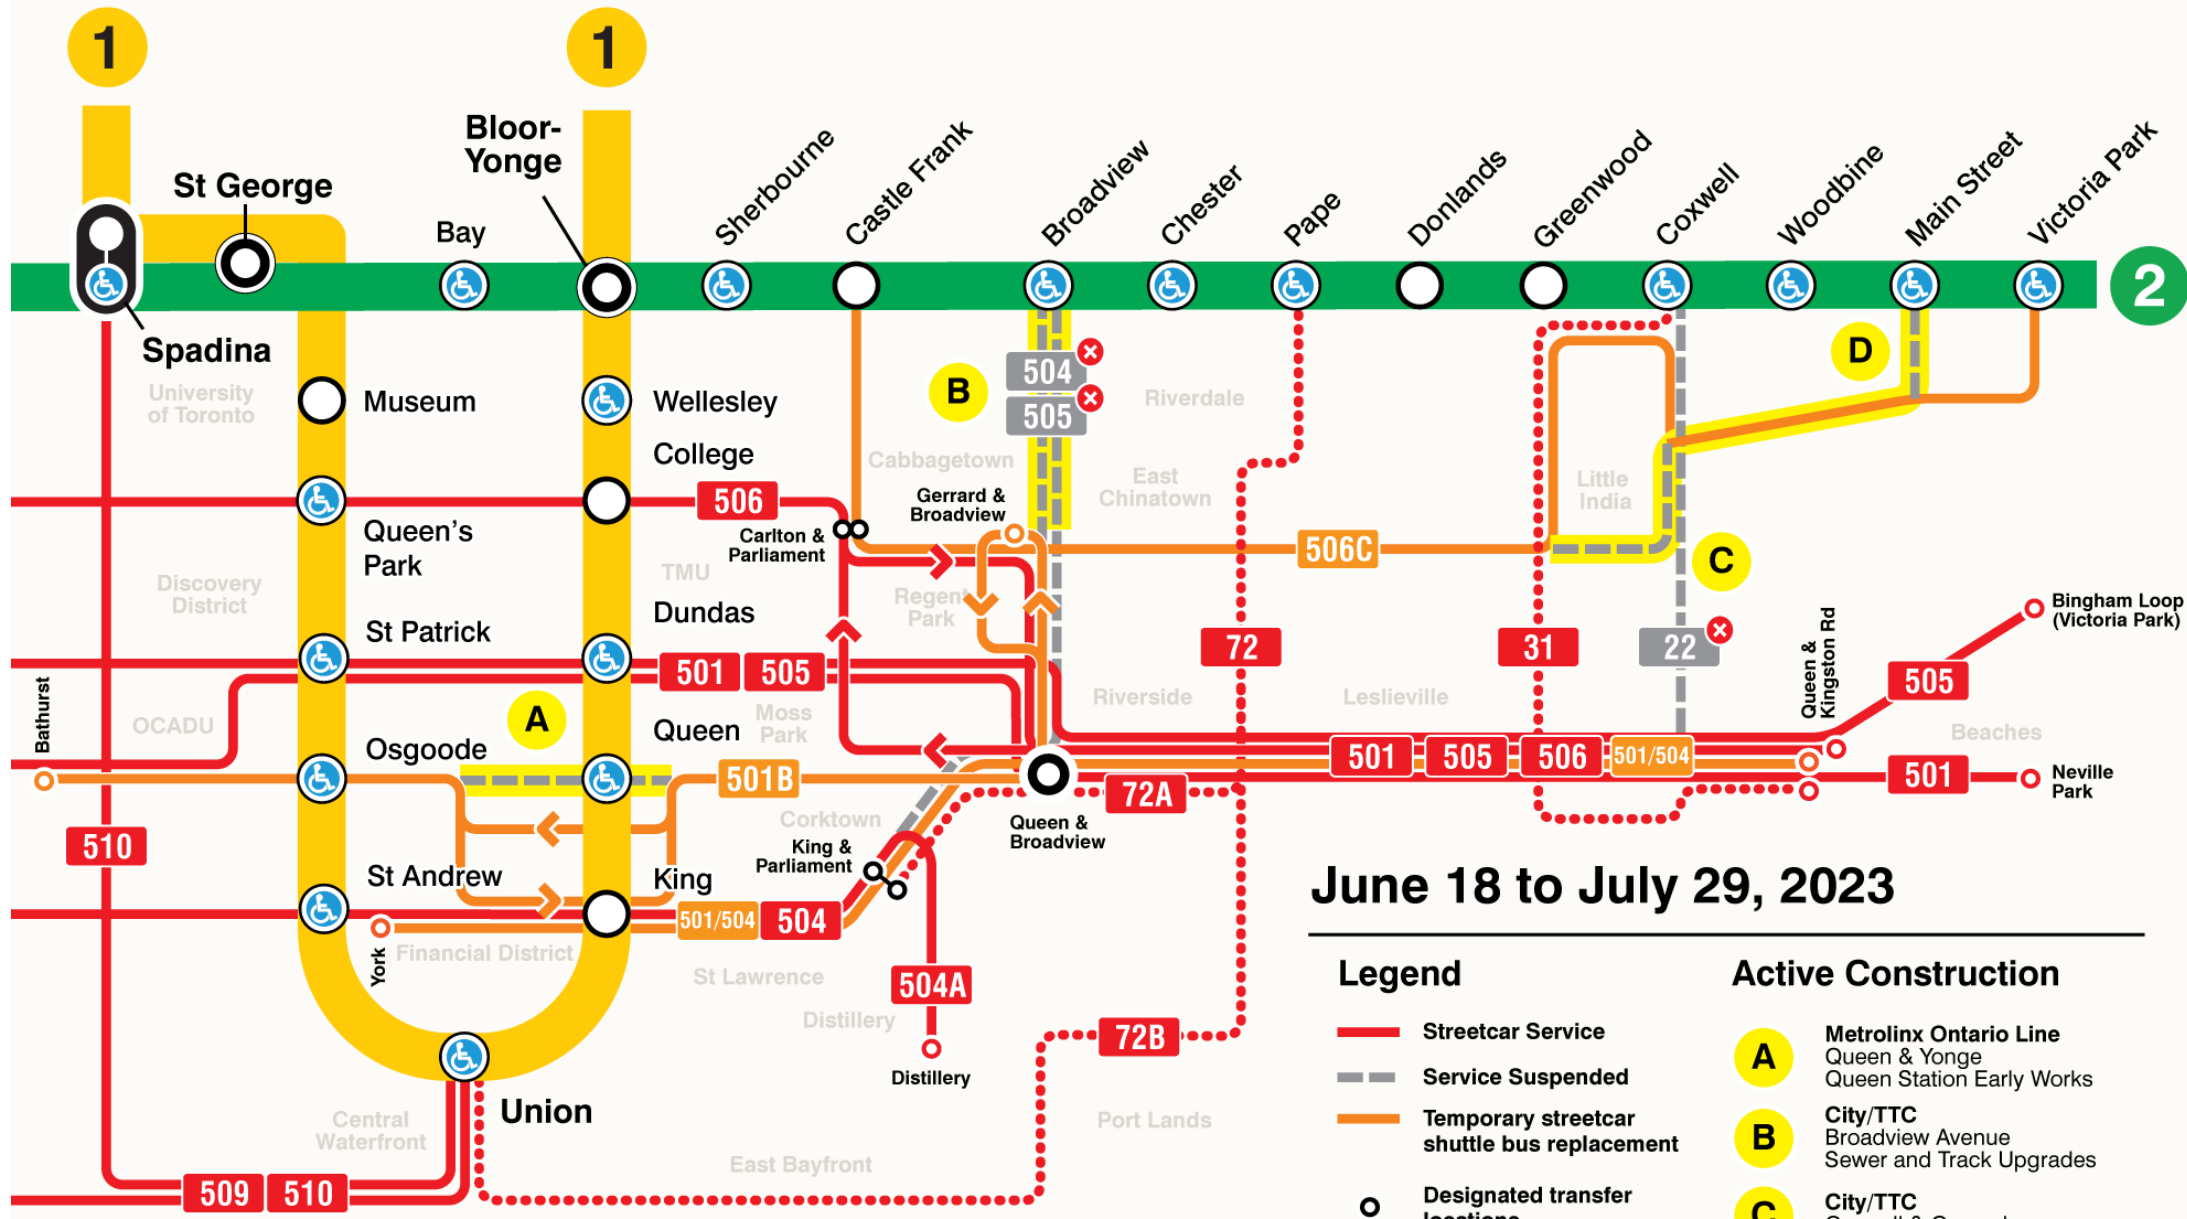 1
1
Bloor-
Yonge
St George
Bay
Sherbourne
Castle Frank
Broadview
Chester
Pape
Donlands
Greenwood
Coxwell
Woodbine
Main Street
Victoria Park
2
Spadina
University
of Toronto
Museum
Wellesley
College
504
505
B
D
Riverdale
Cabbagetown
East
Chinatown
Little
India
506
Gerrard &
Broadview
Carlton &
Parliament
Queen's
Park
506C
C
TMU
Discovery
District
Regent
Park
Dundas
St Patrick
501
505
72
31
22
Queen &
Kingston Rd
Bingham Loop
(Victoria Park)
505
Bathurst
OCADU
A
Moss
Park
Queen
Riverside
Leslieville
Beaches
Osgoode
501B
501
505
506
501/504
501
Neville
Park
72A
Corktown
Queen &
Broadview
King &
Parliament
510
St Andrew
King
501/504
504
York
Financial District
St Lawrence
504A
Distillery
Distillery
72B
Union
Central
Waterfront
Port Lands
East Bayfront
509
510
June 18 to July 29, 2023
Legend
Streetcar Service
Service Suspended
Temporary streetcar
shuttle bus replacement
Designated transfer
Active Construction
A
Metrolinx Ontario Line
Queen & Yonge
Queen Station Early Works
B
City/TTC
Broadview Avenue
Sewer and Track Upgrades
C
City/TTC